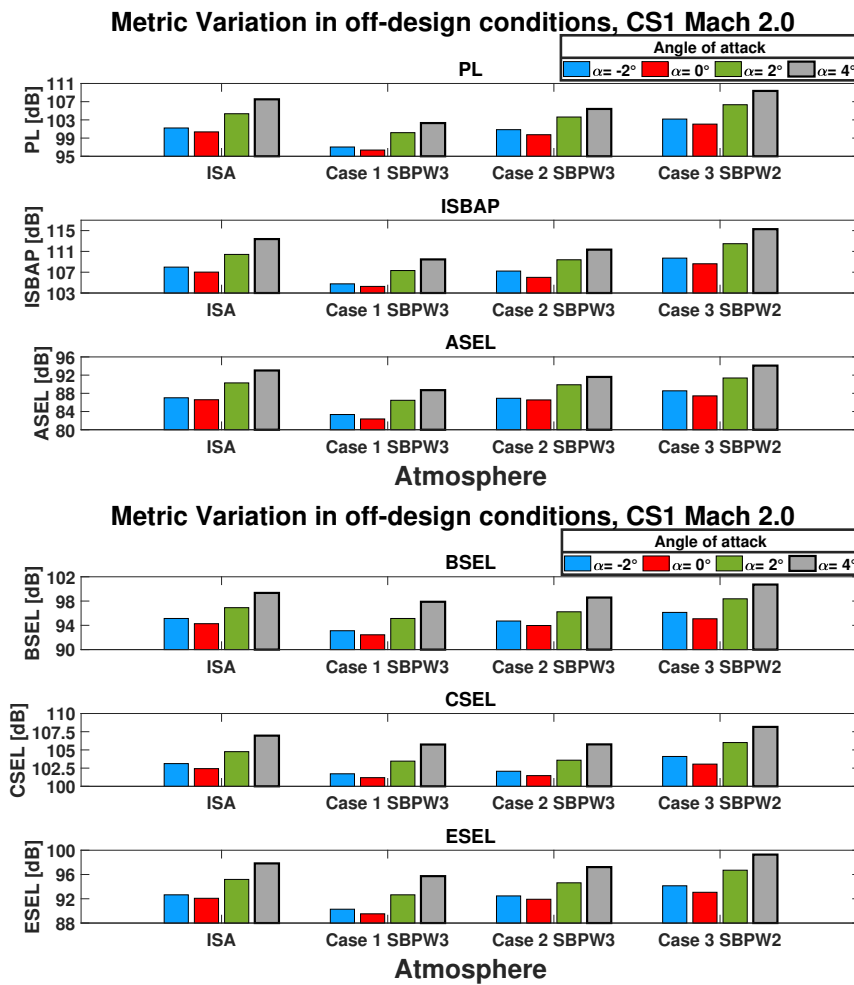 Metric Variation in off-design conditions, CS1 Mach 2.0
Angle of attack
α= -2° α= 0° α= 2° α= 4°
PL
PL [dB]
111
107
103
99
95
ISA Case 1 SBPW3 Case 2 SBPW3 Case 3 SBPW2
ISBAP
ISBAP [dB]
115
111
107
103
ISA Case 1 SBPW3 Case 2 SBPW3 Case 3 SBPW2
ASEL
ASEL [dB]
96
92
88
84
80
ISA Case 1 SBPW3 Case 2 SBPW3 Case 3 SBPW2
Atmosphere
Metric Variation in off-design conditions, CS1 Mach 2.0
Angle of attack
α= -2° α= 0° α= 2° α= 4°
BSEL
BSEL [dB]
102
98
94
90
ISA Case 1 SBPW3 Case 2 SBPW3 Case 3 SBPW2
CSEL
CSEL [dB]
110
107.5
105
102.5
100
ISA Case 1 SBPW3 Case 2 SBPW3 Case 3 SBPW2
ESEL
ESEL [dB]
100
96
92
88
ISA Case 1 SBPW3 Case 2 SBPW3 Case 3 SBPW2
Atmosphere